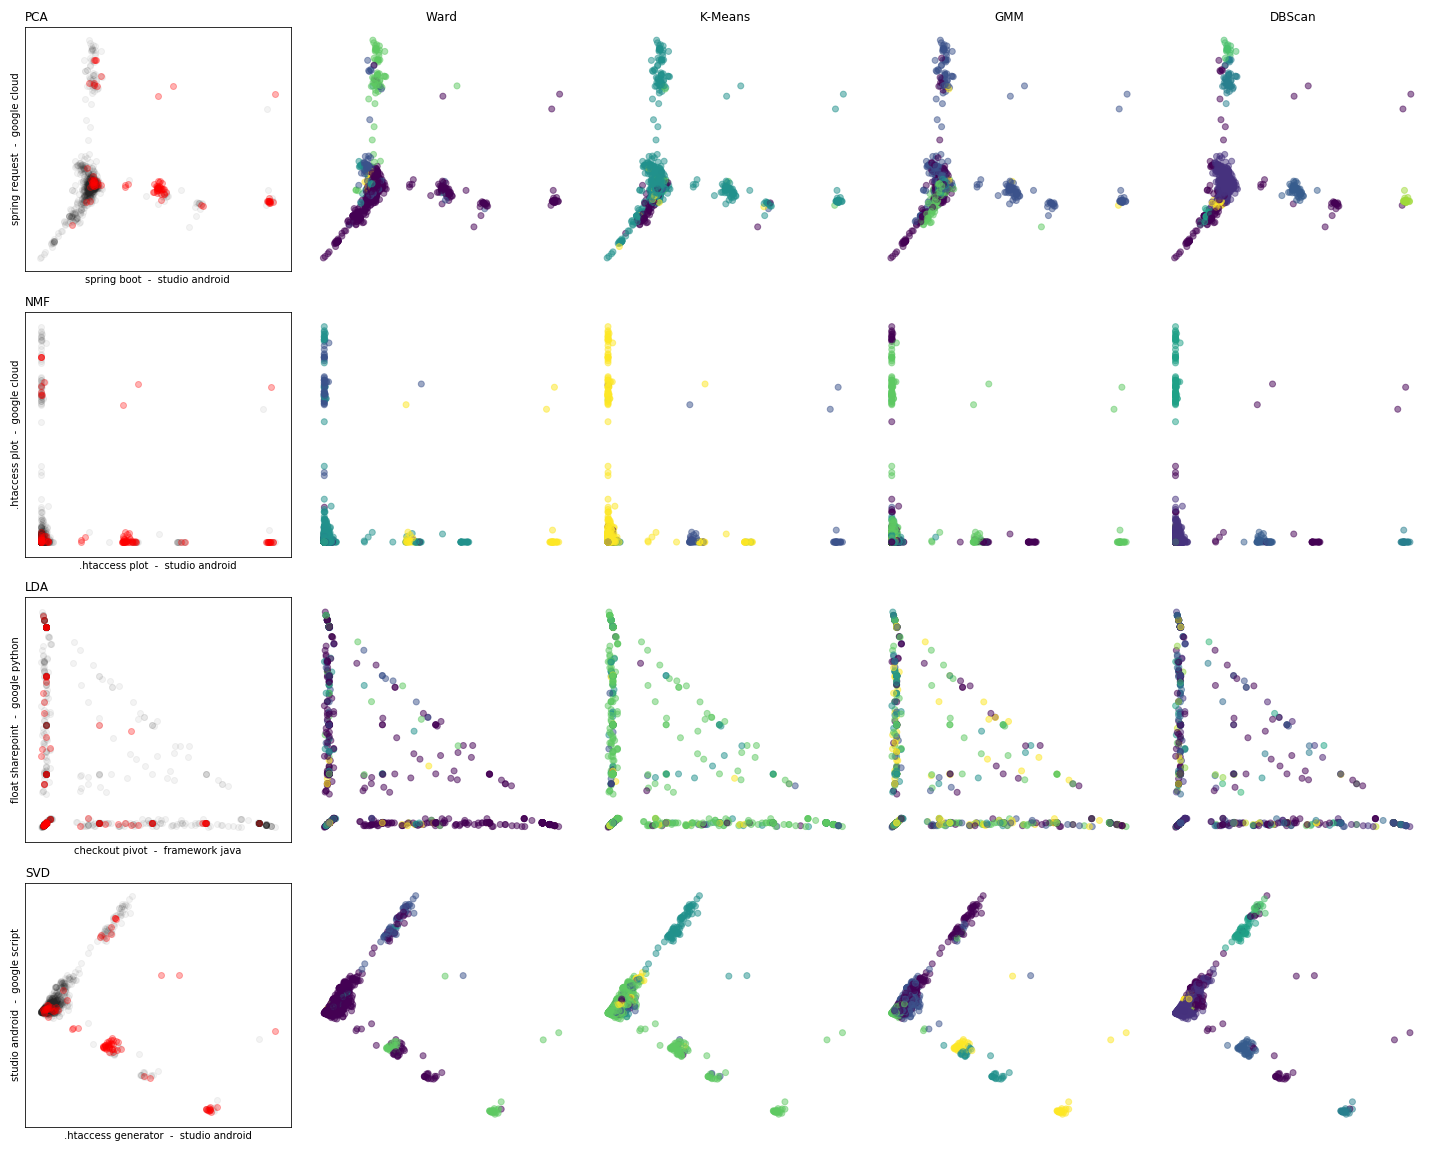 PCA
Ward
K-Means
GMM
DBScan
spring request - google cloud
spring boot - studio android
NMF
.htaccess plot - google cloud
.htaccess plot - studio android
LDA
float sharepoint - google python
checkout pivot - framework java
SVD
studio android - google script
.htaccess generator - studio android